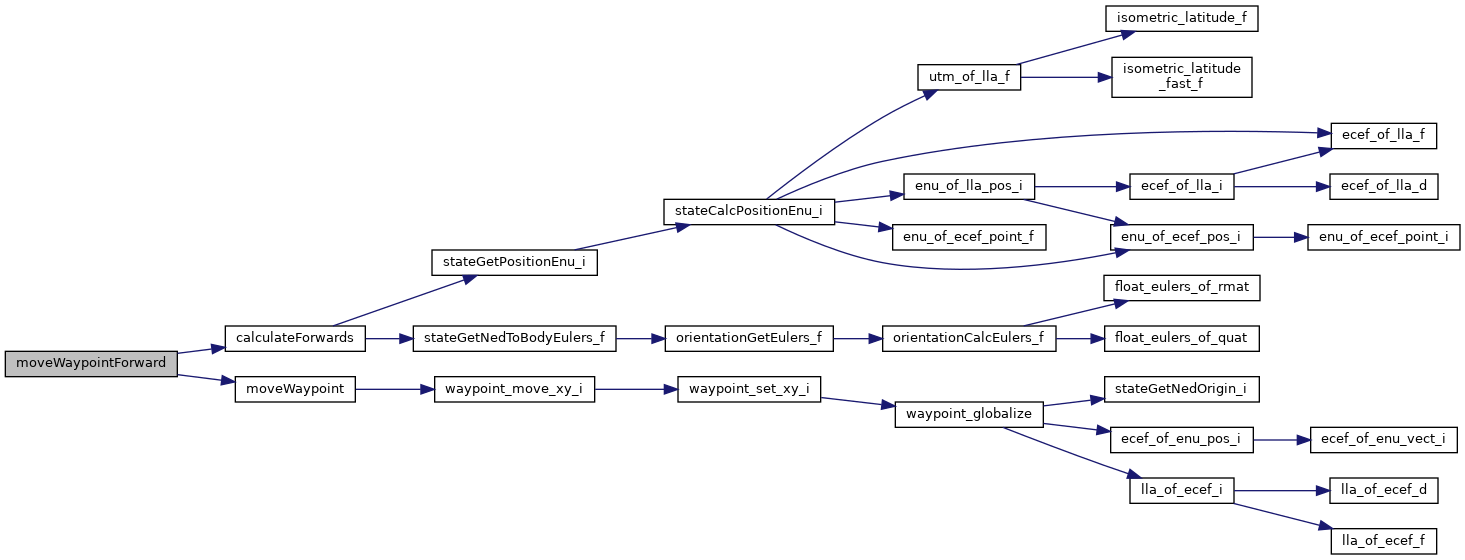 isometric_latitude_f
utm_of_lla_f
isometric_latitude
_fast_f
ecef_of_lla_f
enu_of_lla_pos_i
ecef_of_lla_i
ecef_of_lla_d
stateCalcPositionEnu_i
enu_of_ecef_point_f
enu_of_ecef_pos_i
enu_of_ecef_point_i
stateGetPositionEnu_i
float_eulers_of_rmat
calculateForwards
stateGetNedToBodyEulers_f
orientationGetEulers_f
orientationCalcEulers_f
float_eulers_of_quat
moveWaypointForward
moveWaypoint
waypoint_move_xy_i
waypoint_set_xy_i
stateGetNedOrigin_i
waypoint_globalize
ecef_of_enu_pos_i
ecef_of_enu_vect_i
lla_of_ecef_i
lla_of_ecef_d
lla_of_ecef_f